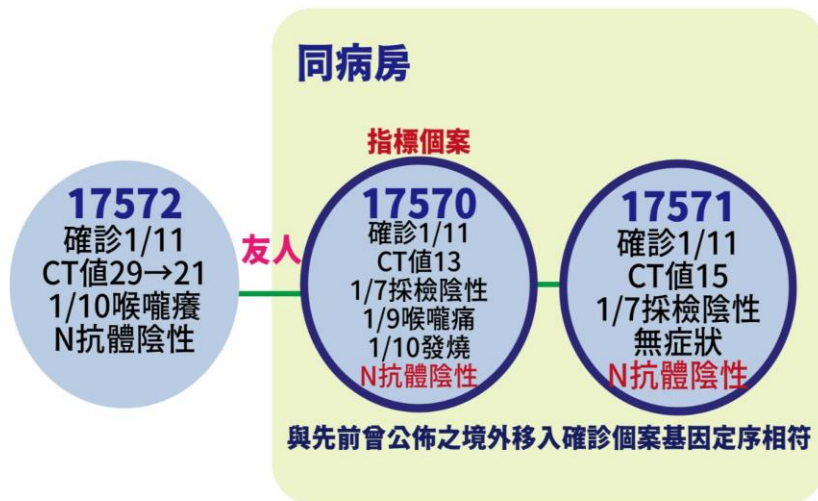 同病房
指標個案
17572
確診1/11
CT值29→21
1/10喉嚨癢
N抗體陰性
友人
17570
確診1/11
CT值13
1/7採檢陰性
1/9喉嚨痛
1/10發燒
N抗體陰性
17571
確診1/11
CT值15
1/7採檢陰性
無症狀
N抗體陰性
與先前曾公佈之境外移入確診個案基因定序相符